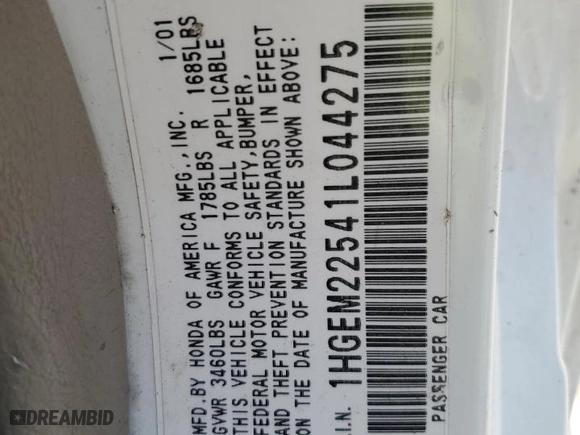 MFD.BY HONDA OF AMERICA MFG.,INC. 1/01
GVWR 3460LBS GAWR F 1785LBS R 1685LBS
THIS VEHICLE CONFORMS TO ALL APPLICABLE
FEDERAL MOTOR VEHICLE SAFETY,BUMPER,
AND THEFT PREVENTION STANDARDS IN EFFECT
ON THE DATE OF MANUFACTURE SHOWN ABOVE:
.I.N. 1HGEM22541L044275
PASSENGER CAR
DREAMBID